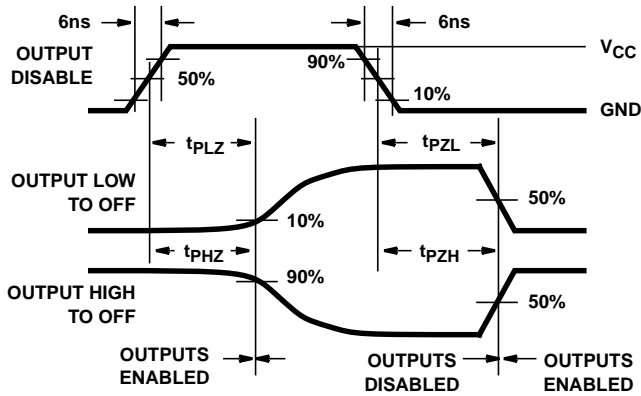 6ns
6ns
OUTPUT
DISABLE
50%
90%
10%
VCC
GND
tPLZ
tPZL
OUTPUT LOW
TO OFF
10%
50%
tPHZ
tPZH
OUTPUT HIGH
TO OFF
90%
50%
OUTPUTS
ENABLED
OUTPUTS
DISABLED
OUTPUTS
ENABLED